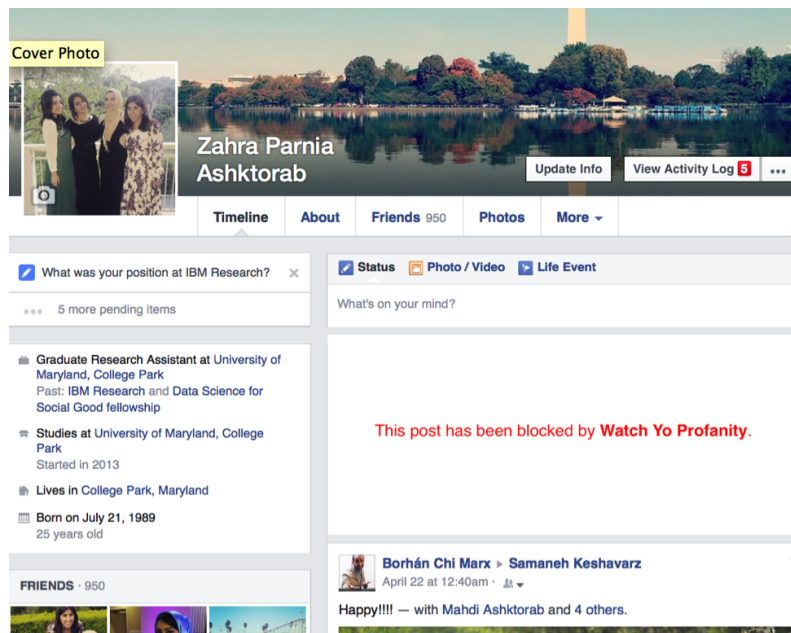 Cover Photo
Zahra Parnia
Ashktorab
Update Info
View Activity Log 5
...
Timeline
About
Friends 950
Photos
More
What was your position at IBM Research?
5 more pending items
Graduate Research Assistant at University of
Maryland, College Park
Past: IBM Research and Data Science for
Social Good fellowship
Studies at University of Maryland, College
Park
Started in 2013
Lives in College Park, Maryland
Born on July 21, 1989
25 years old
FRIENDS · 950
Status
Photo / Video
Life Event
What's on your mind?
This post has been blocked by Watch Yo Profanity.
Borhán Chi Marx ▸ Samaneh Keshavarz
April 22 at 12:40am ·
Happy!!!! — with Mahdi Ashktorab and 4 others.